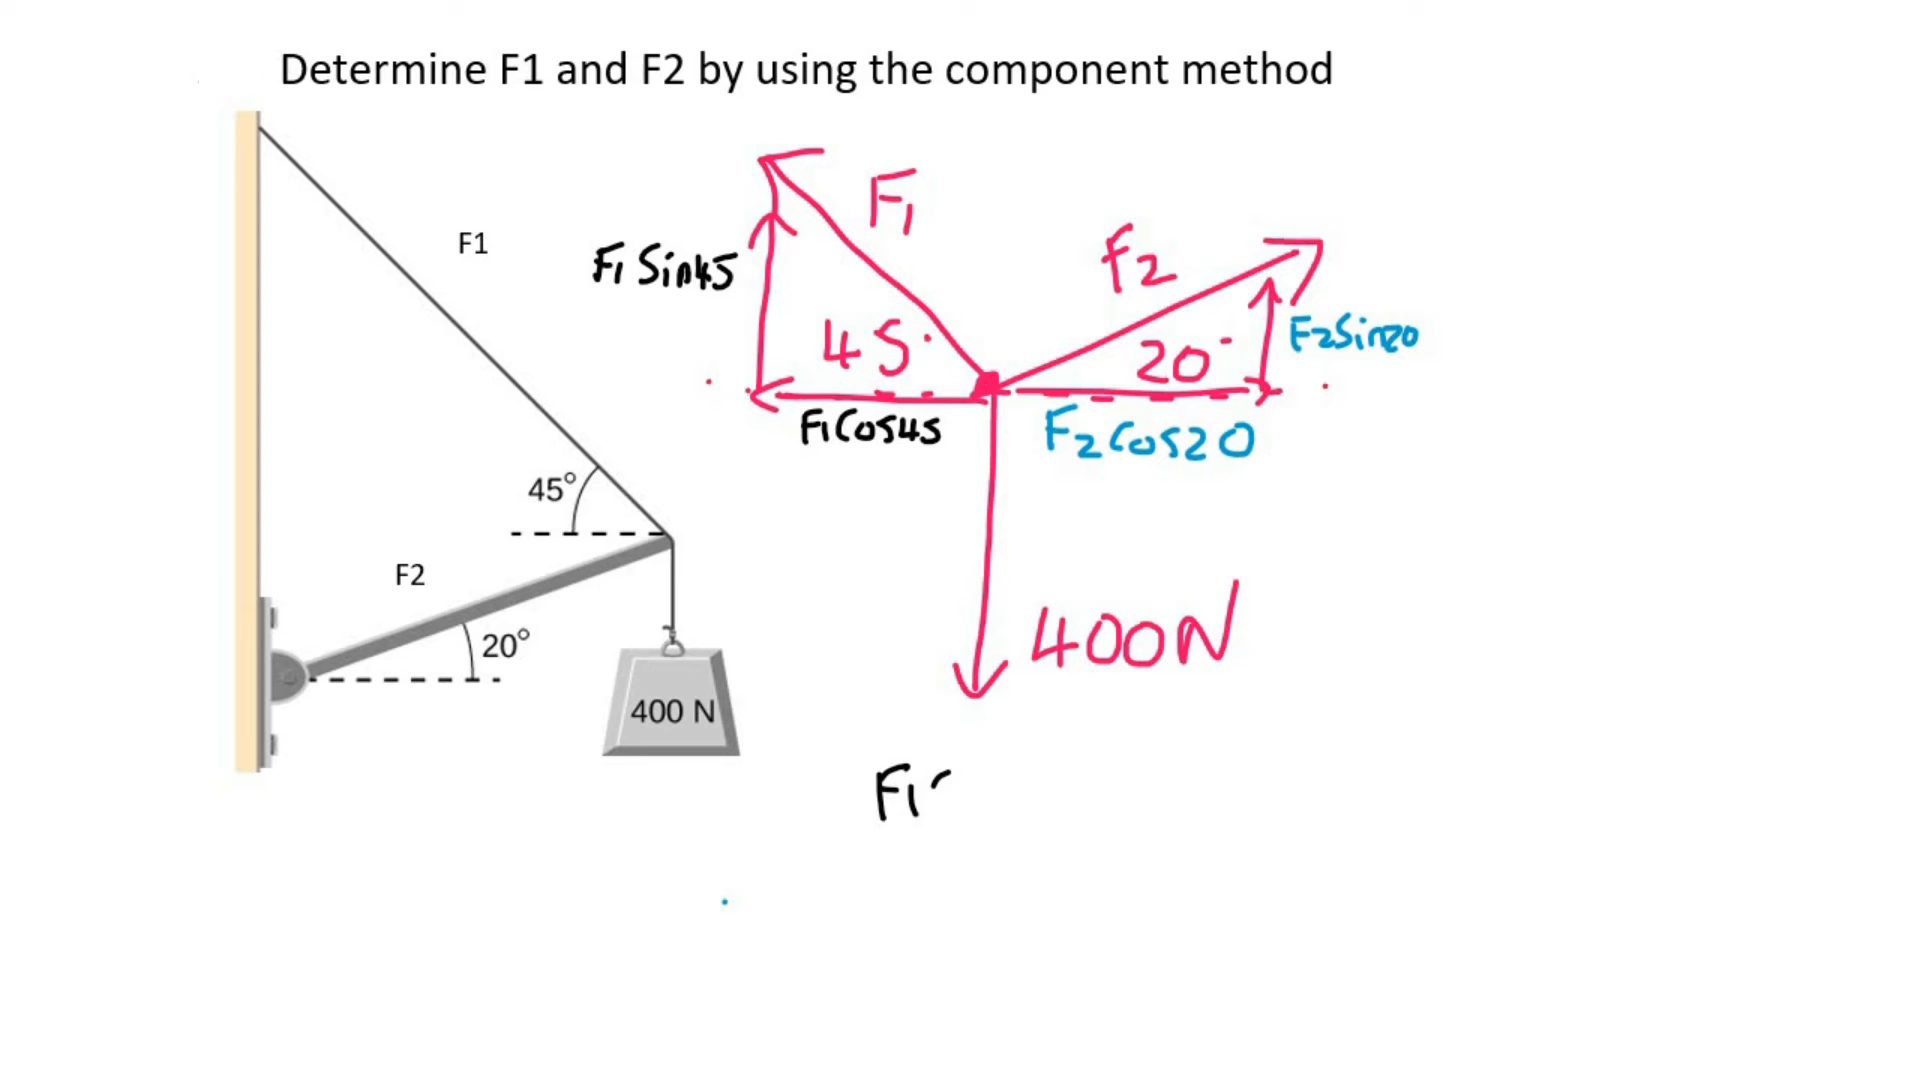 Determine F1 and F2 by using the component method
F1
F1
F2
F1 Sin45
F2Sin20
45°
20°
F1Cos45
F2Cos20
45°
F2
20°
400N
400 N
F1